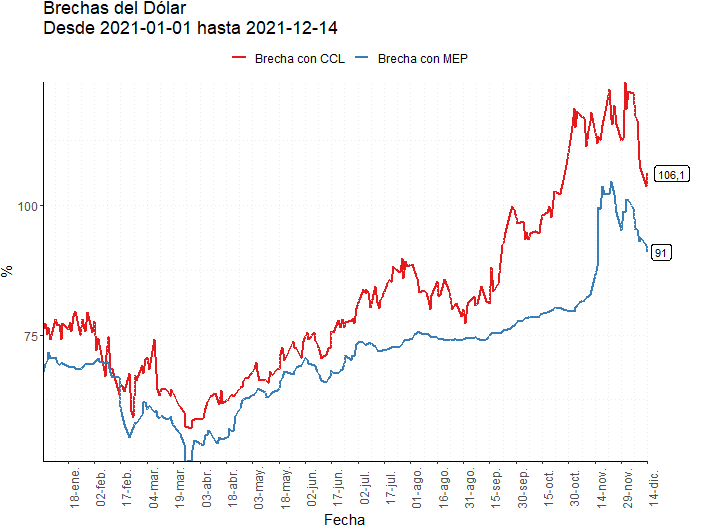 Brechas del Dólar
Desde 2021-01-01 hasta 2021-12-14
Brecha con CCL
Brecha con MEP
%
100
75
106,1
91
18-ene.
02-feb.
17-feb.
04-mar.
19-mar.
03-abr.
18-abr.
03-may.
18-may.
02-jun.
17-jun.
02-jul.
17-jul.
01-ago.
16-ago.
31-ago.
15-sep.
30-sep.
15-oct.
30-oct.
14-nov.
29-nov.
14-dic.
Fecha